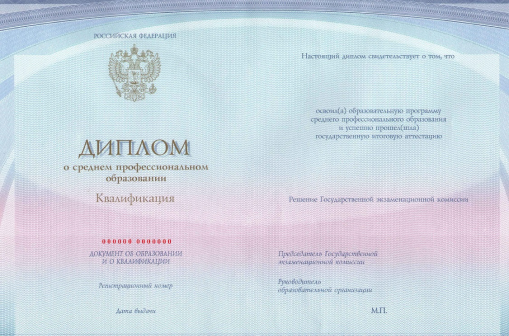 РОССИЙСКАЯ ФЕДЕРАЦИЯ
ДИПЛОМ
о среднем профессиональном
образовании
Квалификация
000000 0000000
ДОКУМЕНТ ОБ ОБРАЗОВАНИИ
И О КВАЛИФИКАЦИИ
Регистрационный номер
Дата выдачи
Настоящий диплом свидетельствует о том, что
освоил(а) образовательную программу
среднего профессионального образования
и успешно прошел(шла)
государственную итоговую аттестацию
Решение Государственной экзаменационной комиссии
Председатель Государственной
экзаменационной комиссии
Руководитель
образовательной организации
М.П.